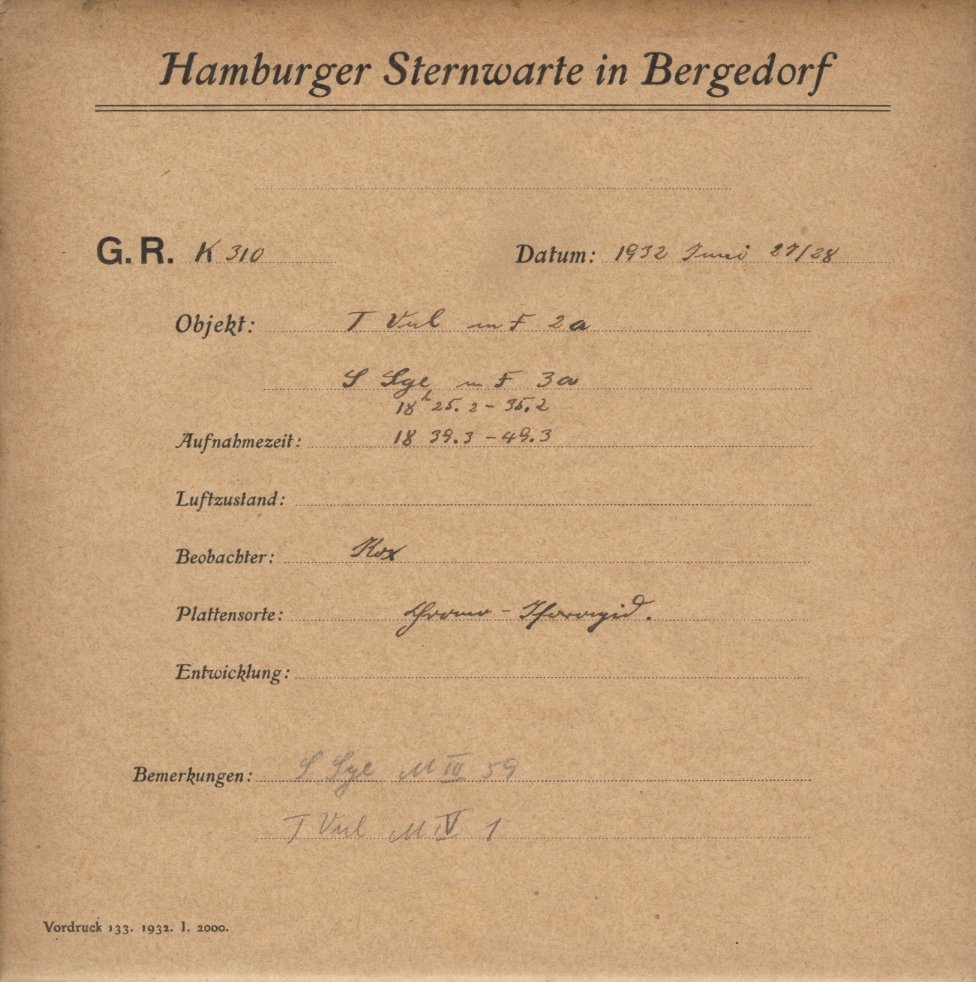 Hamburger Sternwarte in Bergedorf
G. R. K 310 Datum: 1932 Juni 27/28
Objekt: T Vul m F 2a
S Sge m F 3a
18h 25.2 - 35.2
Aufnahmezeit: 18 39.3 - 49.3
Luftzustand:
Beobachter:
Plattensorte: Chromo - Isorapid.
Entwicklung:
Bemerkungen: S Sge M III 59
T Vul M IV 1
Vordruck 133. 1932. I. 2000.